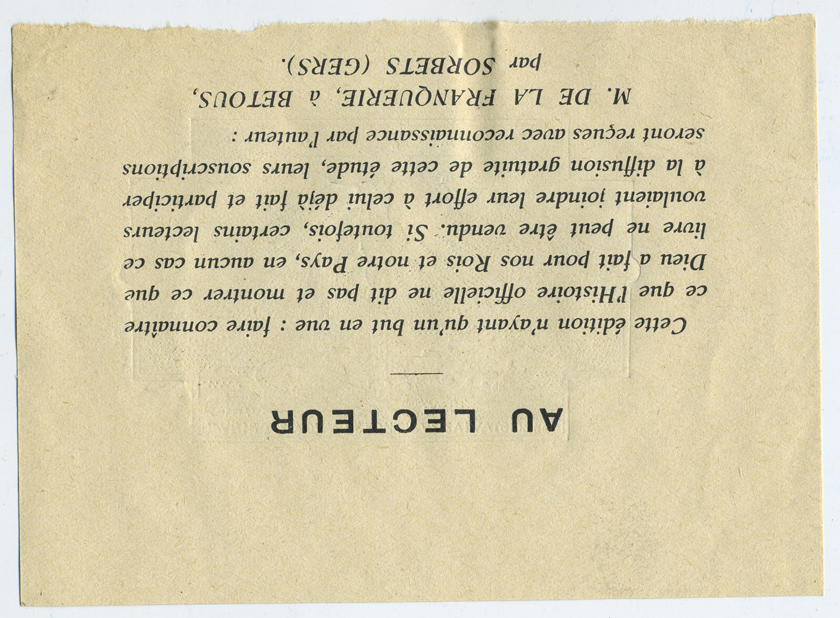 AU LECTEUR
Cette édition n'ayant qu'un but en vue : faire connaître
ce que l'Histoire officielle ne dit pas et montrer ce que
Dieu a fait pour nos Rois et notre Pays, en aucun cas ce
livre ne peut être vendu. Si toutefois, certains lecteurs
voulaient joindre leur effort à celui déjà fait et participer
à la diffusion gratuite de cette étude, leurs souscriptions
seront reçues avec reconnaissance par l'auteur :
M. DE LA FRANQUERIE, à BETOUS,
par SORBETS (GERS).